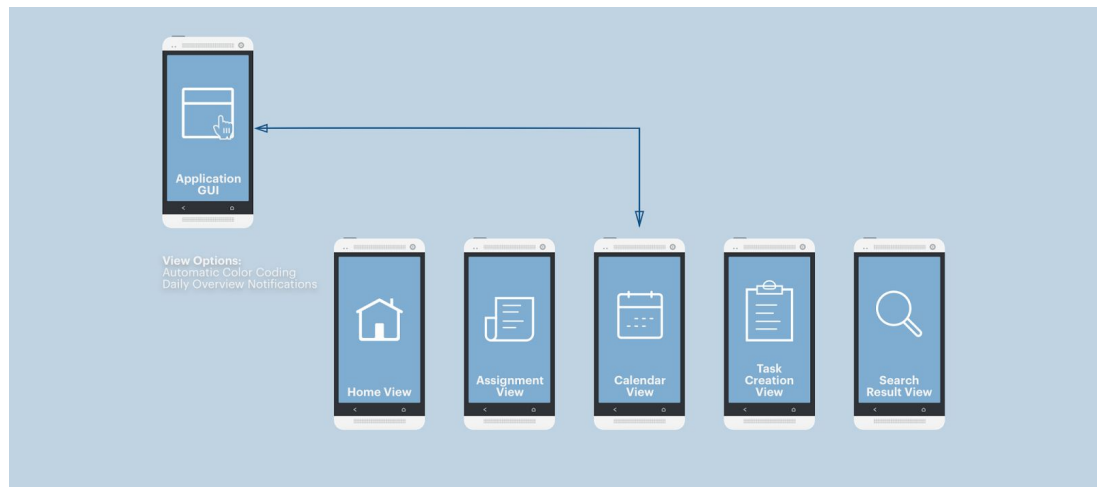 Application
GUI
View Options:
Automatic Color Coding
Daily Overview Notifications
Home View
Assignment
View
Calendar
View
Task
Creation
View
Search
Result View